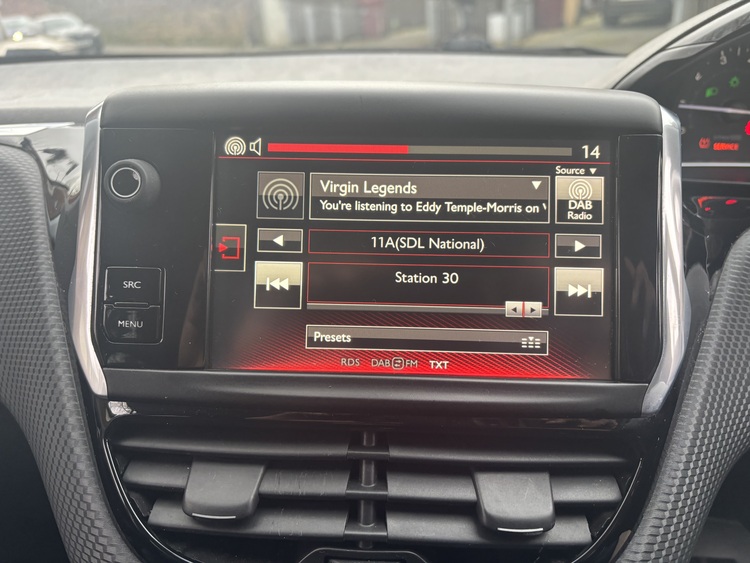 14
Source
Virgin Legends
You're listening to Eddy Temple-Morris on
DAB
Radio
11A(SDL National)
SRC
Station 30
MENU
Presets
RDS DAB FM TXT